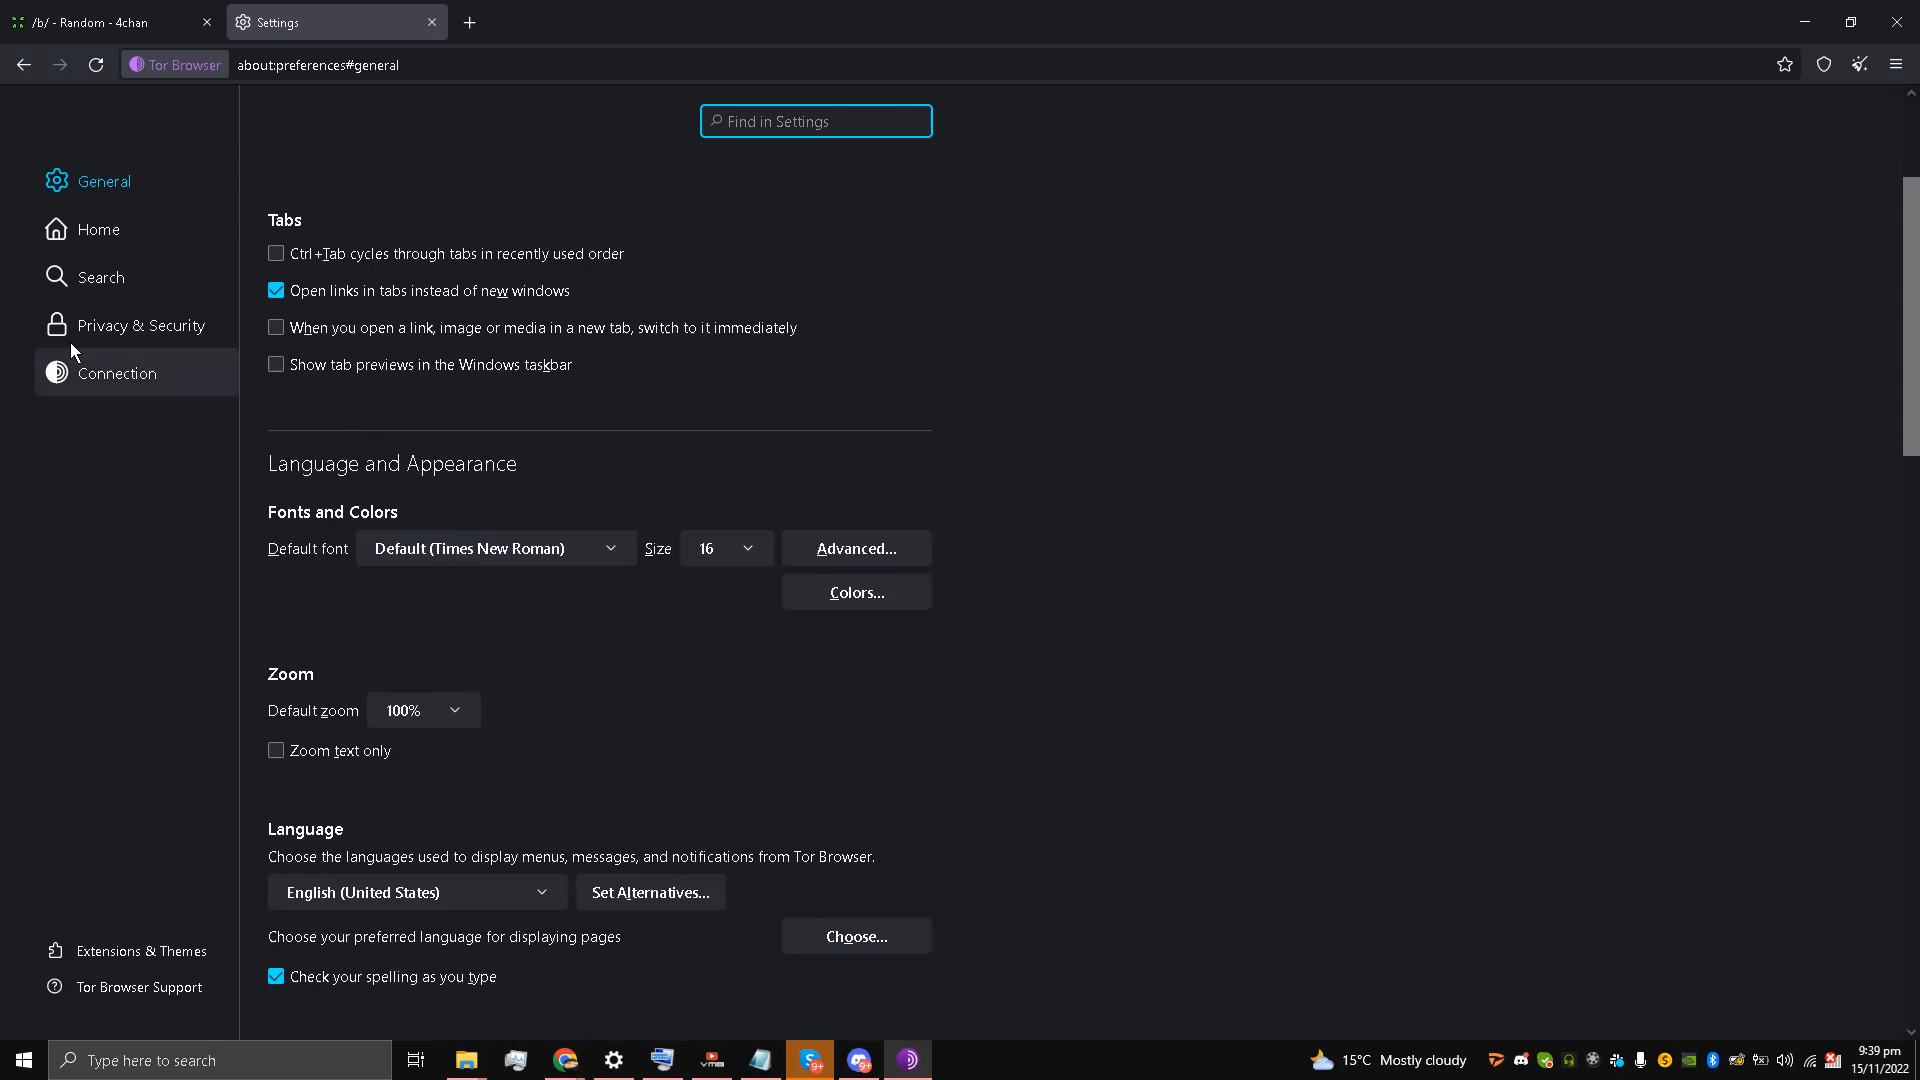 /b/ - Random - 4chan
Settings
Tor Browser
about:preferences#general
Find in Settings
General
Home
Search
Privacy & Security
Connection
Tabs
Ctrl+Tab cycles through tabs in recently used order
Open links in tabs instead of new windows
When you open a link, image or media in a new tab, switch to it immediately
Show tab previews in the Windows taskbar
Language and Appearance
Fonts and Colors
Default font Default (Times New Roman) Size 16 Advanced...
Colors...
Zoom
Default zoom 100%
Zoom text only
Language
Choose the languages used to display menus, messages, and notifications from Tor Browser.
English (United States) Set Alternatives...
Choose your preferred language for displaying pages Choose...
Check your spelling as you type
Extensions & Themes
Tor Browser Support
Type here to search
9+
9+
15°C Mostly cloudy
9:39 pm
15/11/2022